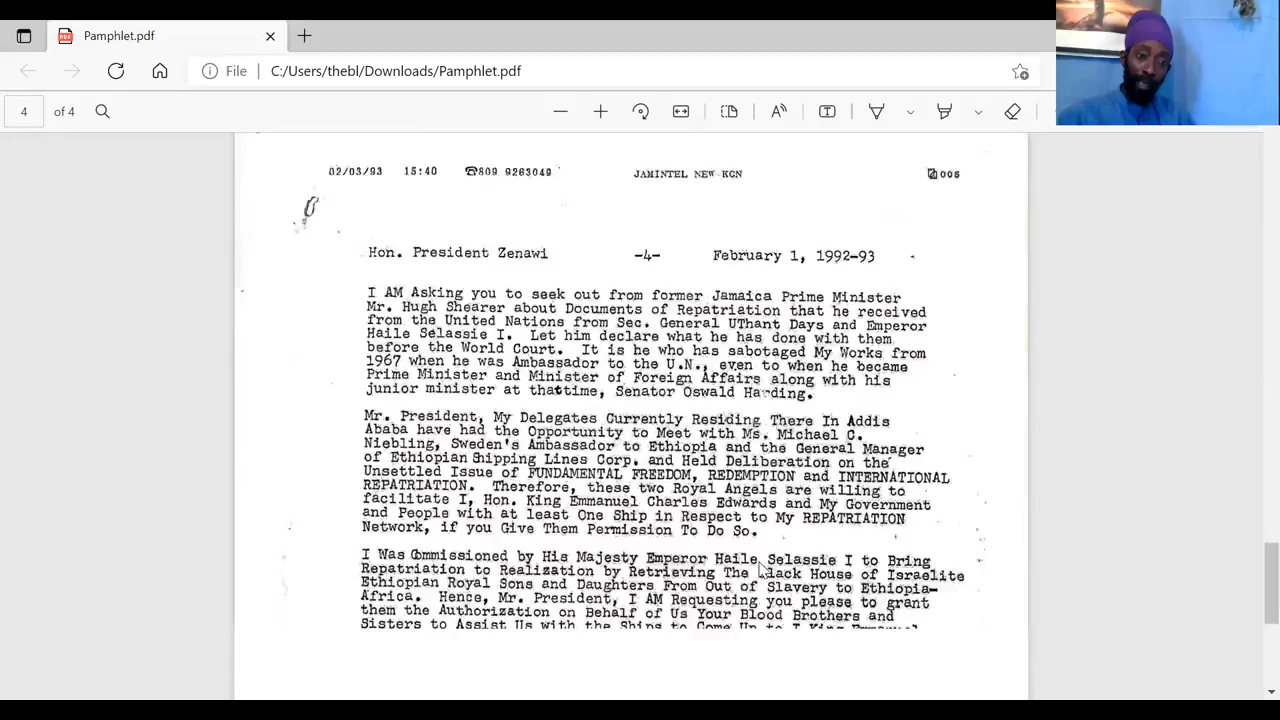 Pamphlet.pdf
File
C:/Users/thebl/Downloads/Pamphlet.pdf
4 of 4
02/03/93 15:40 ☎809 9263049 JAMINTEL NEW KGN 005
Hon. President Zenawi -4- February 1, 1992-93
I AM Asking you to seek out from former Jamaica Prime Minister
Mr. Hugh Shearer about Documents of Repatriation that he received
from the United Nations from Sec. General UThant Days and Emperor
Haile Selassie I. Let him declare what he has done with them
before the World Court. It is he who has sabotaged My Works from
1967 when he was Ambassador to the U.N., even to when he became
Prime Minister and Minister of Foreign Affairs along with his
junior minister at thattime, Senator Oswald Harding.
Mr. President, My Delegates Currently Residing There In Addis
Ababa have had the Opportunity to Meet with Ms. Michael C.
Niebling, Sweden's Ambassador to Ethiopia and the General Manager
of Ethiopian Shipping Lines Corp. and Held Deliberation on the
Unsettled Issue of FUNDAMENTAL FREEDOM, REDEMPTION and INTERNATIONAL
REPATRIATION. Therefore, these two Royal Angels are willing to
facilitate I, Hon. King Emmanuel Charles Edwards and My Government
and People with at least One Ship in Respect to My REPATRIATION
Network, if you Give Them Permission To Do So.
I Was Commissioned by His Majesty Emperor Haile Selassie I to Bring
Repatriation to Realization by Retrieving The Black House of Israelite
Ethiopian Royal Sons and Daughters From Out of Slavery to Ethiopia-
Africa. Hence, Mr. President, I AM Requesting you please to grant
them the Authorization on Behalf of Us Your Blood Brothers and
Sisters to Assist Us with the Ships to Come Up to I King Emmanuel